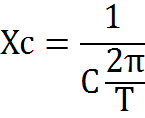 Xc = 1 / (C 2π/T)